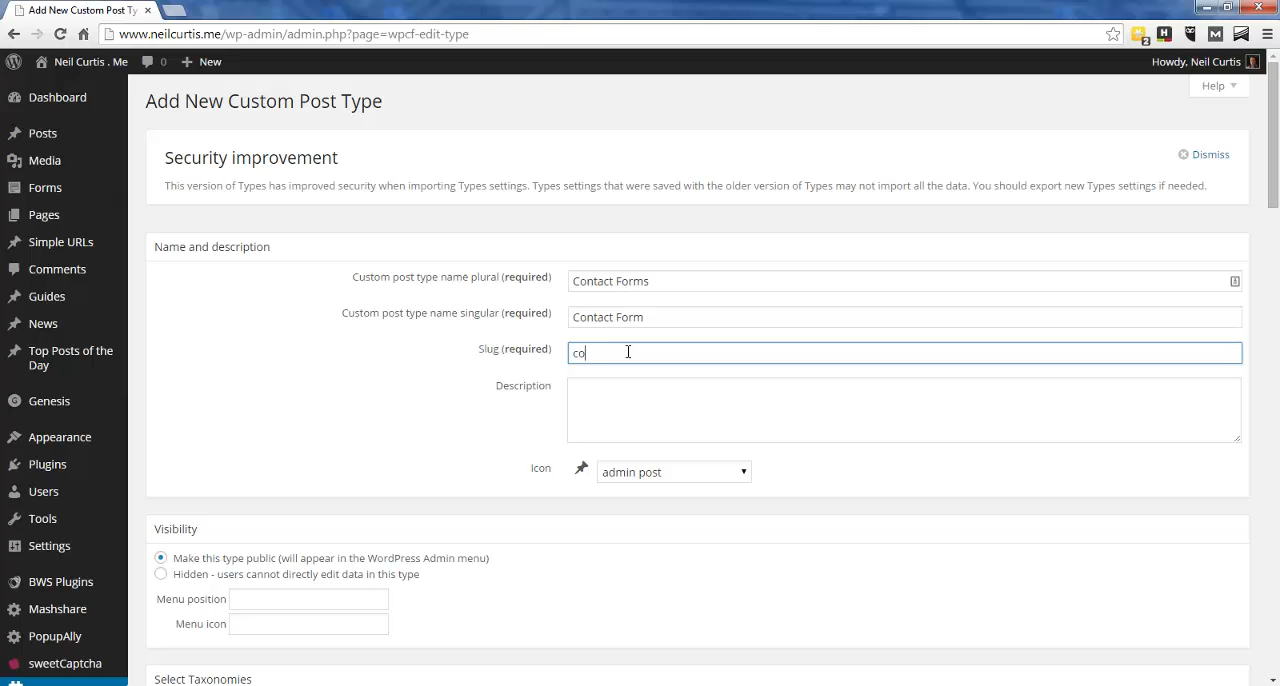 Add New Custom Post Ty
www.neilcurtis.me/wp-admin/admin.php?page=wpcf-edit-type
2
H
M
Neil Curtis . Me
0
New
Howdy, Neil Curtis
Help
Dashboard
Posts
Media
Forms
Pages
Simple URLs
Comments
Guides
News
Top Posts of the
Day
Genesis
Appearance
Plugins
Users
Tools
Settings
BWS Plugins
Mashshare
PopupAlly
sweetCaptcha
Add New Custom Post Type
Security improvement
Dismiss
This version of Types has improved security when importing Types settings. Types settings that were saved with the older version of Types may not import all the data. You should export new Types settings if needed.
Name and description
Custom post type name plural (required)
Contact Forms
Custom post type name singular (required)
Contact Form
Slug (required)
co
Description
Icon
admin post
Visibility
Make this type public (will appear in the WordPress Admin menu)
Hidden - users cannot directly edit data in this type
Menu position
Menu icon
Select Taxonomies